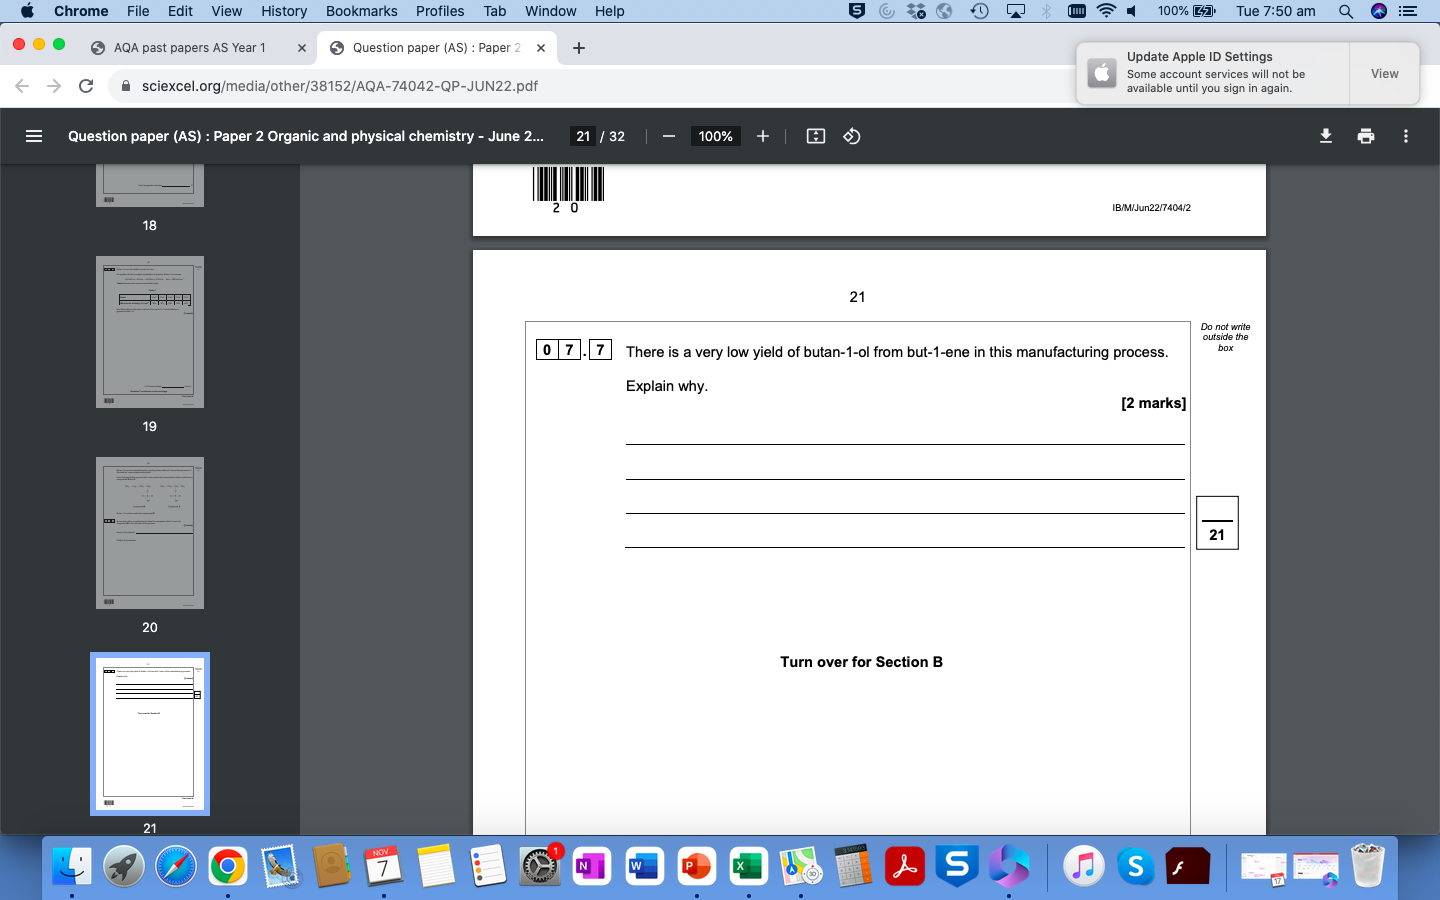 Chrome File Edit View History Bookmarks Profiles Tab Window Help 100% Tue 7:50 am
AQA past papers AS Year 1 Question paper (AS) : Paper 2
sciexcel.org/media/other/38152/AQA-74042-QP-JUN22.pdf
Update Apple ID Settings
Some account services will not be
available until you sign in again.
View
Question paper (AS) : Paper 2 Organic and physical chemistry - June 2... 21 / 32 100%
18
19
20
21
2 0
IB/M/Jun22/7404/2
21
Do not write
outside the
box
0 7 . 7 There is a very low yield of butan-1-ol from but-1-ene in this manufacturing process.
Explain why.
[2 marks]
21
Turn over for Section B
NOV
7
1
N
W
P
X
3D
S
S
f
17